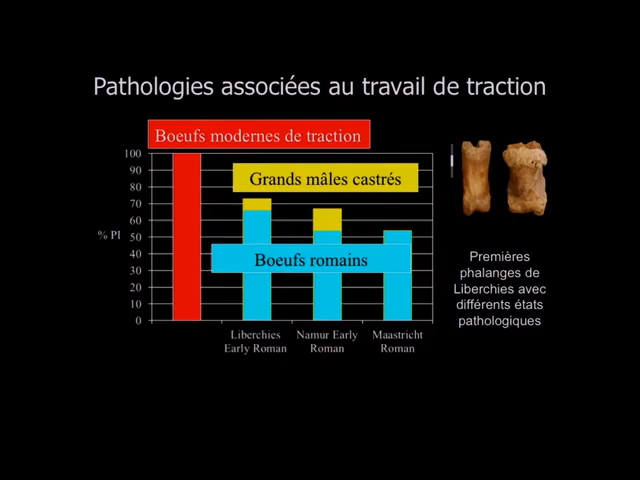 Pathologies associées au travail de traction
Boeufs modernes de traction
Grands mâles castrés
Boeufs romains
100
90
80
70
60
50
40
30
20
10
0
% PI
Liberchies
Early Roman
Namur Early
Roman
Maastricht
Roman
Premières
phalanges de
Liberchies avec
différents états
pathologiques